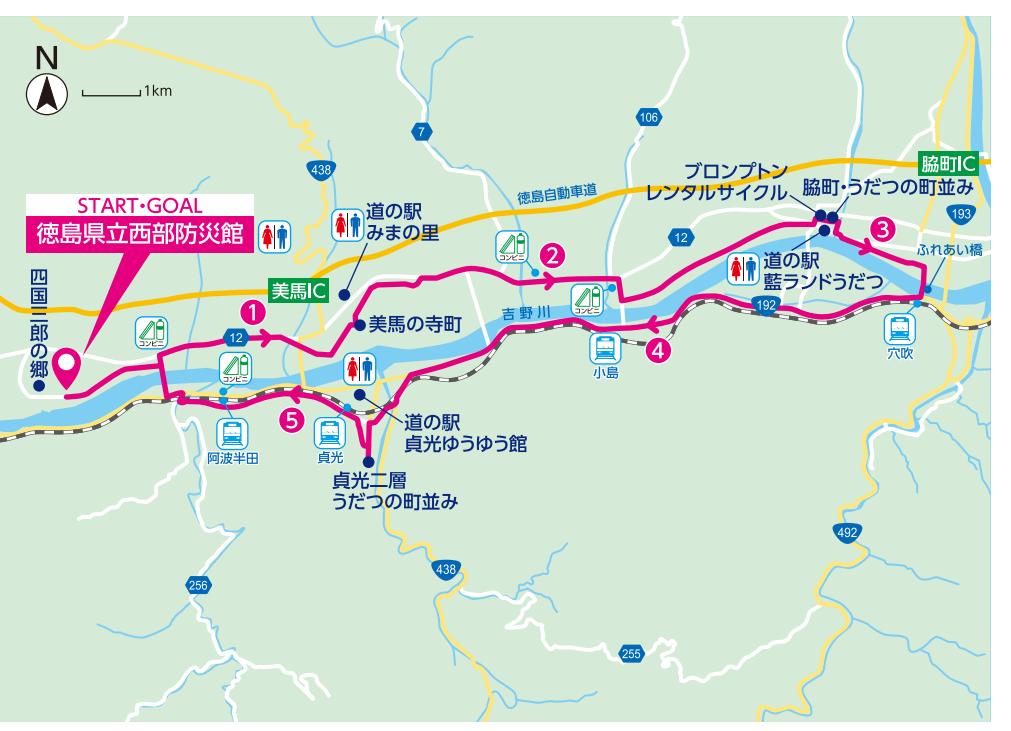 N
1km
START・GOAL
徳島県立西部防災館
四国三郎の郷
438
7
106
徳島自動車道
脇町IC
193
ブロンプトン
レンタルサイクル
脇町・うだつの町並み
道の駅
みまの里
12
3
ふれあい橋
コンビニ
2
道の駅
藍ランドうだつ
美馬IC
コンビニ
192
吉野川
1
美馬の寺町
コンビニ
12
コンビニ
穴吹
4
小島
5
道の駅
貞光ゆうゆう館
阿波半田
貞光
貞光二層
うだつの町並み
492
438
256
255